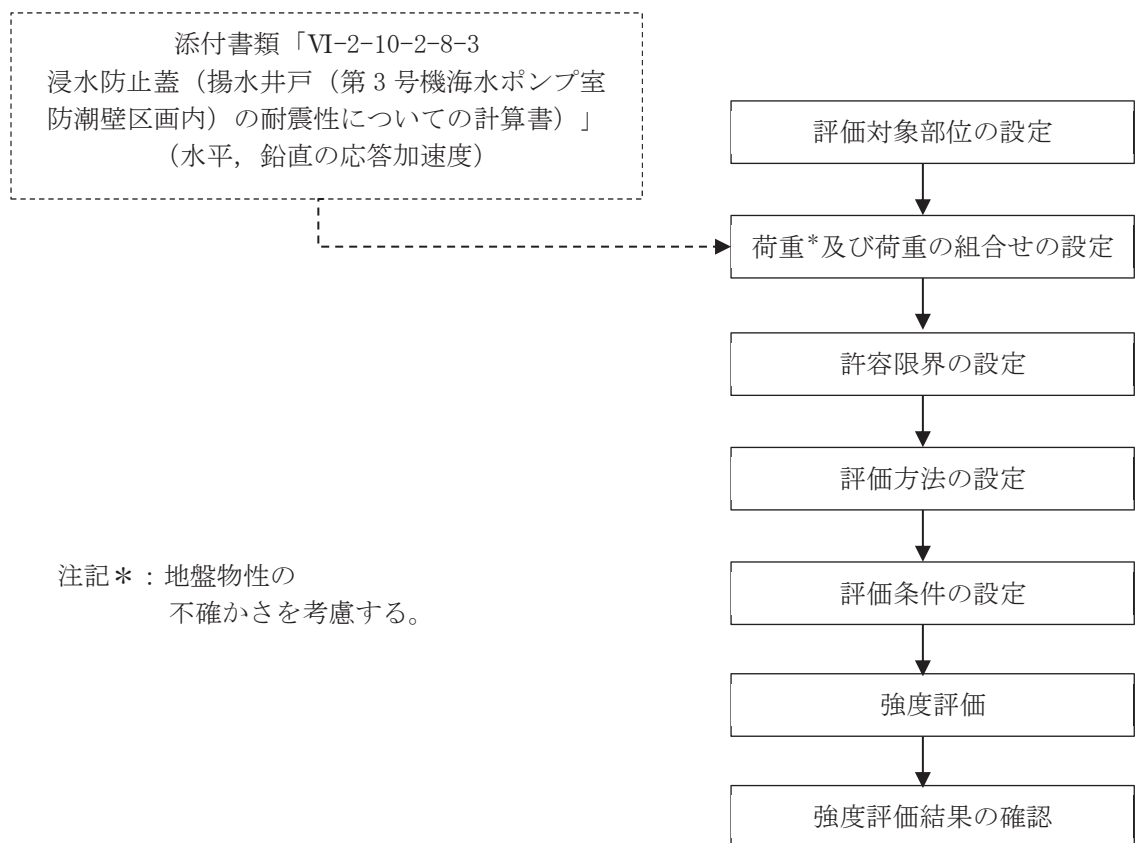 添付書類「Ⅵ-2-10-2-8-3
浸水防止蓋（揚水井戸（第3号機海水ポンプ室
防潮壁区画内）の耐震性についての計算書）」
（水平，鉛直の応答加速度）
評価対象部位の設定
荷重*及び荷重の組合せの設定
許容限界の設定
評価方法の設定
評価条件の設定
強度評価
強度評価結果の確認
注記＊：地盤物性の
不確かさを考慮する。